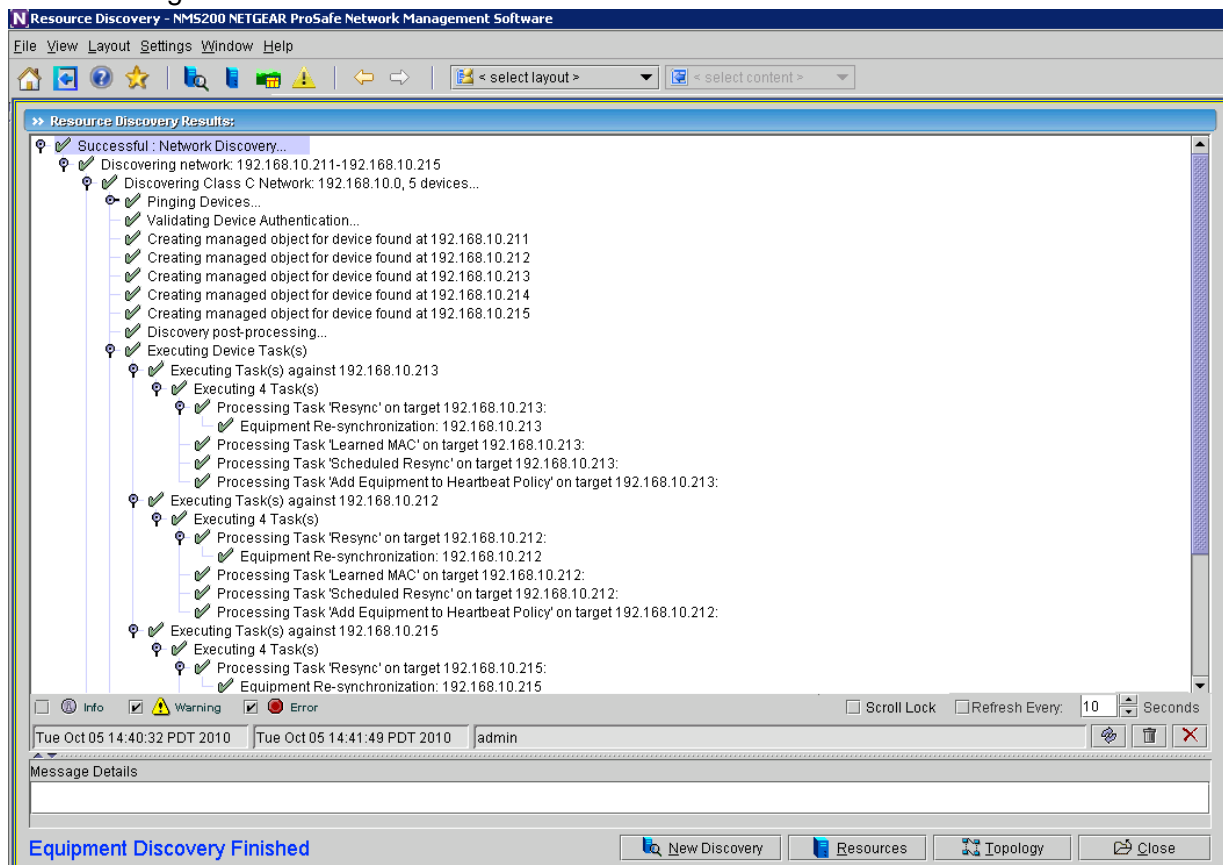 Resource Discovery - NMS200 NETGEAR ProSafe Network Management Software
File View Layout Settings Window Help
< select layout > < select content >
>> Resource Discovery Results:
Successful : Network Discovery...
Discovering network: 192.168.10.211-192.168.10.215
Discovering Class C Network: 192.168.10.0, 5 devices...
Pinging Devices...
Validating Device Authentication...
Creating managed object for device found at 192.168.10.211
Creating managed object for device found at 192.168.10.212
Creating managed object for device found at 192.168.10.213
Creating managed object for device found at 192.168.10.214
Creating managed object for device found at 192.168.10.215
Discovery post-processing...
Executing Device Task(s)
Executing Task(s) against 192.168.10.213
Executing 4 Task(s)
Processing Task 'Resync' on target 192.168.10.213:
Equipment Re-synchronization: 192.168.10.213
Processing Task 'Learned MAC' on target 192.168.10.213:
Processing Task 'Scheduled Resync' on target 192.168.10.213:
Processing Task 'Add Equipment to Heartbeat Policy' on target 192.168.10.213:
Executing Task(s) against 192.168.10.212
Executing 4 Task(s)
Processing Task 'Resync' on target 192.168.10.212:
Equipment Re-synchronization: 192.168.10.212
Processing Task 'Learned MAC' on target 192.168.10.212:
Processing Task 'Scheduled Resync' on target 192.168.10.212:
Processing Task 'Add Equipment to Heartbeat Policy' on target 192.168.10.212:
Executing Task(s) against 192.168.10.215
Executing 4 Task(s)
Processing Task 'Resync' on target 192.168.10.215:
Equipment Re-synchronization: 192.168.10.215
Info Warning Error Scroll Lock Refresh Every: 10 Seconds
Tue Oct 05 14:40:32 PDT 2010 Tue Oct 05 14:41:49 PDT 2010 admin
Message Details
Equipment Discovery Finished New Discovery Resources Topology Close